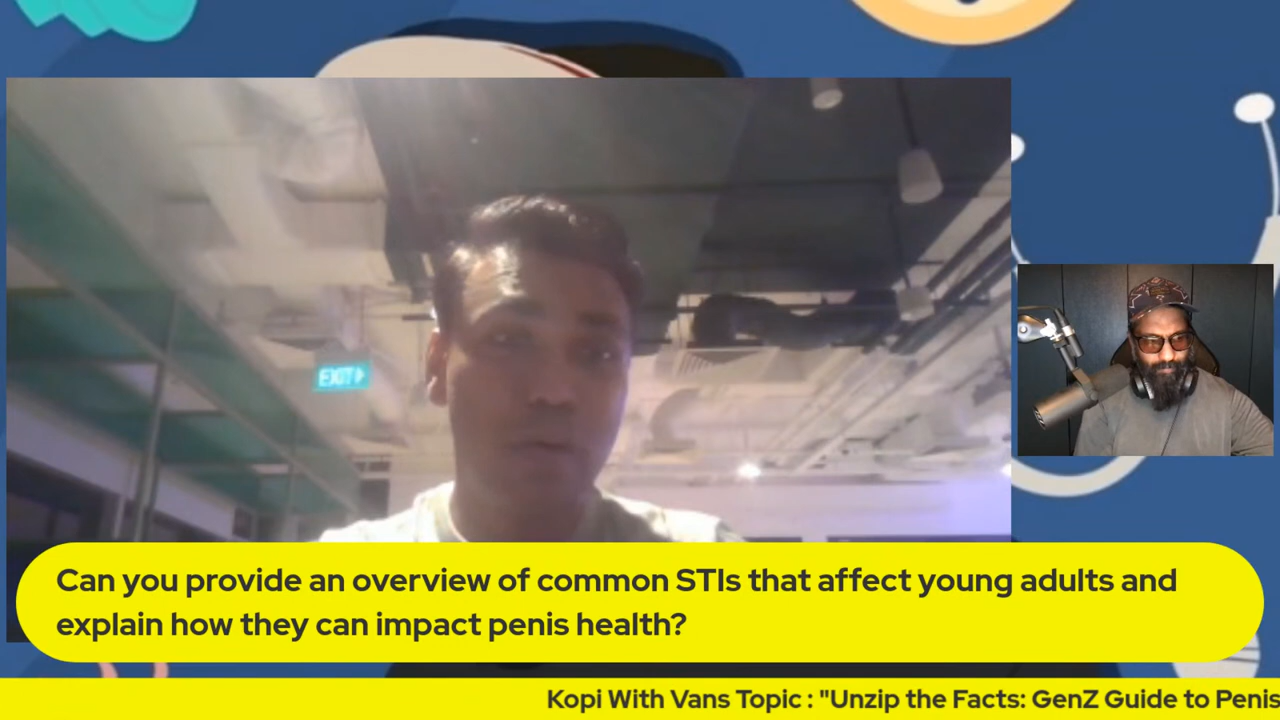 EXIT
Can you provide an overview of common STIs that affect young adults and
explain how they can impact penis health?
Kopi With Vans Topic : "Unzip the Facts: GenZ Guide to Penis